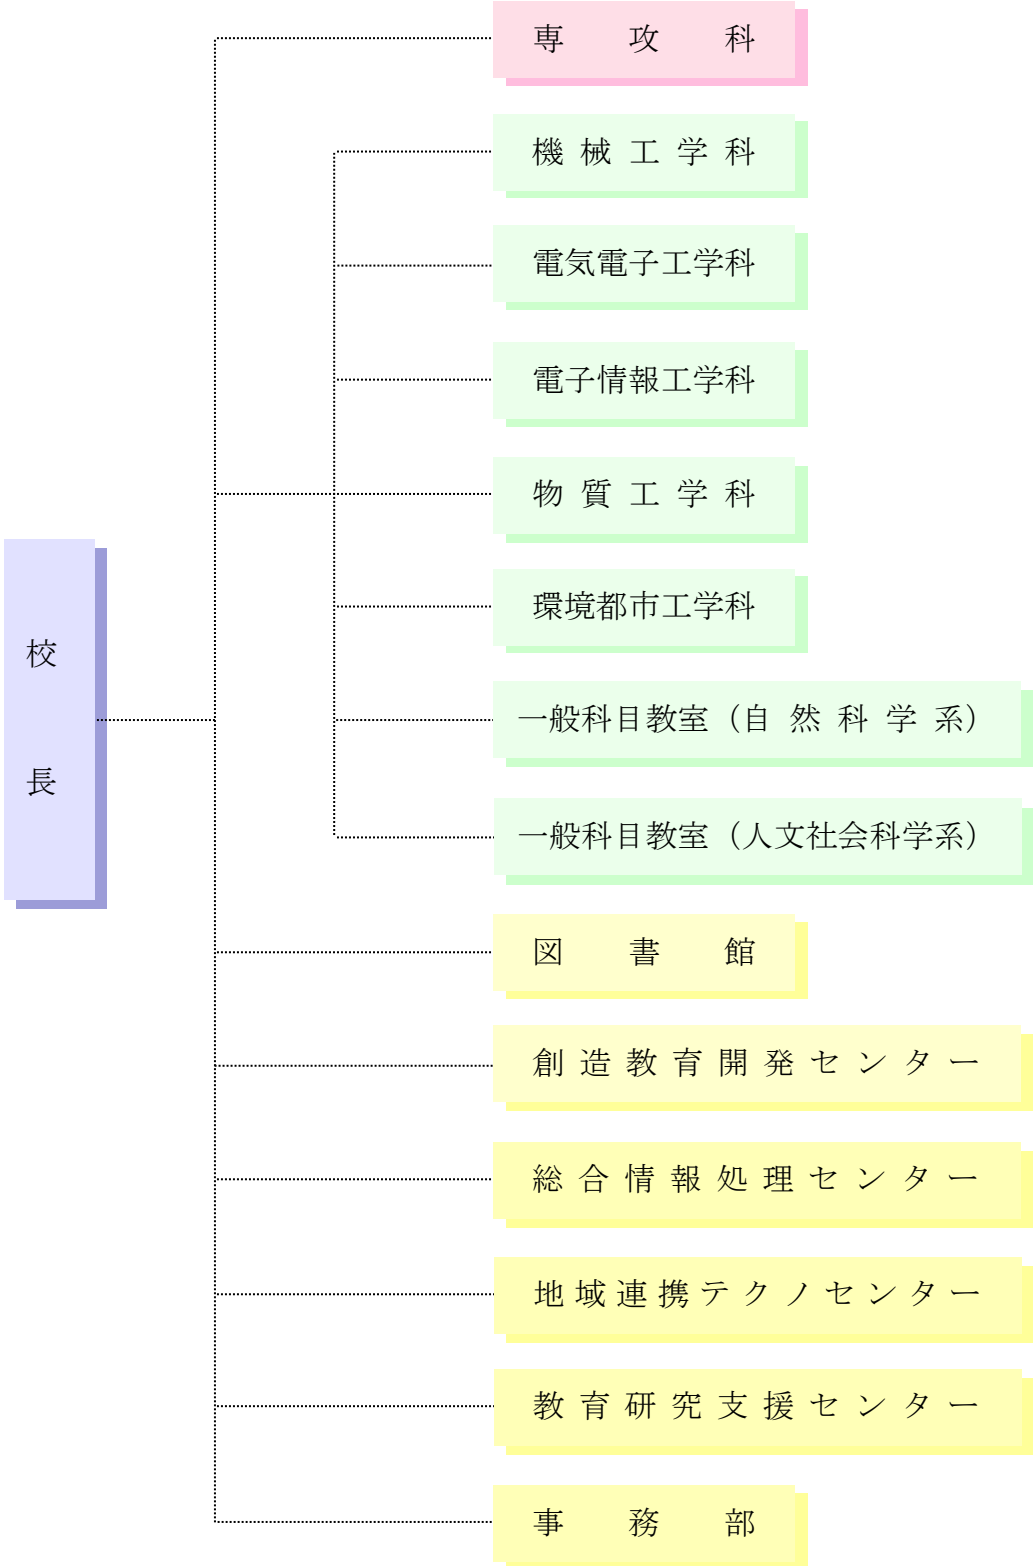 専攻科
機械工学科
電気電子工学科
電子情報工学科
物質工学科
環境都市工学科
校長
一般科目教室（自然科学系）
一般科目教室（人文社会科学系）
図書館
創造教育開発センター
総合情報処理センター
地域連携テクノセンター
教育研究支援センター
事務部